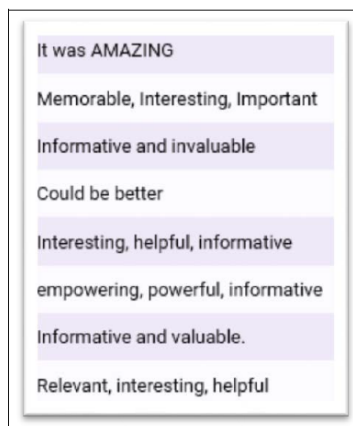 It was AMAZING
Memorable, Interesting, Important
Informative and invaluable
Could be better
Interesting, helpful, informative
empowering, powerful, informative
Informative and valuable.
Relevant, interesting, helpful